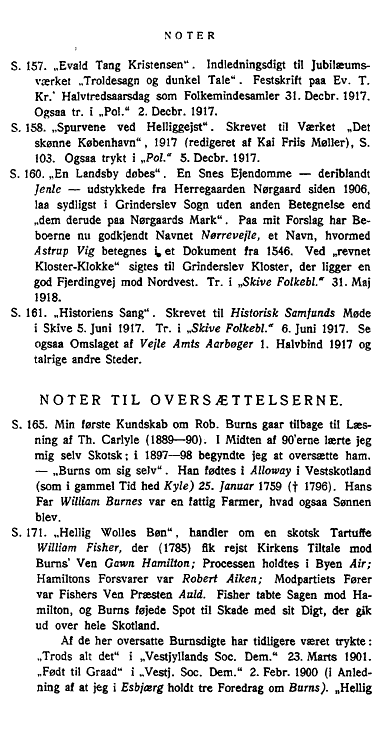 NOTER
S. 157. „Evald Tang Kristensen“. Indledningsdigt til Jubilæums-
værket „Troldesagn og dunkel Tale“. Festskrift paa Ev. T.
Kr.' Halvtredsaarsdag som Folkemindesamler 31. Decbr. 1917.
Ogsaa tr. i „Pol.“ 2. Decbr. 1917.
S. 158. „Spurvene ved Helliggejst“. Skrevet til Værket „Det
skønne København“, 1917 (redigeret af Kai Friis Møller), S.
103. Ogsaa trykt i „Pol.“ 5. Decbr. 1917.
S. 160. „En Landsby døbes“. En Snes Ejendomme — deriblandt
Jenle — udstykkede fra Herregaarden Nørgaard siden 1906,
laa sydligst i Grinderslev Sogn uden anden Betegnelse end
„dem derude paa Nørgaards Mark“. Paa mit Forslag har Be-
boerne nu godkjendt Navnet Nørrevejle, et Navn, hvormed
Astrup Vig betegnes i et Dokument fra 1546. Ved „revnet
Kloster-Klokke“ sigtes til Grinderslev Kloster, der ligger en
god Fjerdingvej mod Nordvest. Tr. i „Skive Folkebl.“ 31. Maj
1918.
S. 161. „Historiens Sang“. Skrevet til Historisk Samfunds Møde
i Skive 5. Juni 1917. Tr. i „Skive Folkebl.“ 6. Juni 1917. Se
ogsaa Omslaget af Vejle Amts Aarbøger 1. Halvbind 1917 og
talrige andre Steder.
NOTER TIL OVERSÆTTELSERNE.
S. 165. Min første Kundskab om Rob. Burns gaar tilbage til Læs-
ning af Th. Carlyle (1889—90). I Midten af 90'erne lærte jeg
mig selv Skotsk; i 1897—98 begyndte jeg at oversætte ham.
— „Burns om sig selv“. Han fødtes i Alloway i Vestskotland
(som i gammel Tid hed Kyle) 25. Januar 1759 († 1796). Hans
Far William Burnes var en fattig Farmer, hvad ogsaa Sønnen
blev.
S. 171. „Hellig Wolles Bøn“, handler om en skotsk Tartuffe
William Fisher, der (1785) fik rejst Kirkens Tiltale mod
Burns' Ven Gawn Hamilton; Processen holdtes i Byen Air;
Hamiltons Forsvarer var Robert Aiken; Modpartiets Fører
var Fishers Ven Præsten Auld. Fisher tabte Sagen mod Ha-
milton, og Burns føjede Spot til Skade med sit Digt, der gik
ud over hele Skotland.
Af de her oversatte Burnsdigte har tidligere været trykte:
„Trods alt det“ i „Vestjyllands Soc. Dem.“ 23. Marts 1901.
„Født til Graad“ i „Vestj. Soc. Dem.“ 2. Febr. 1900 (i Anled-
ning af at jeg i Esbjærg holdt tre Foredrag om Burns). „Hellig